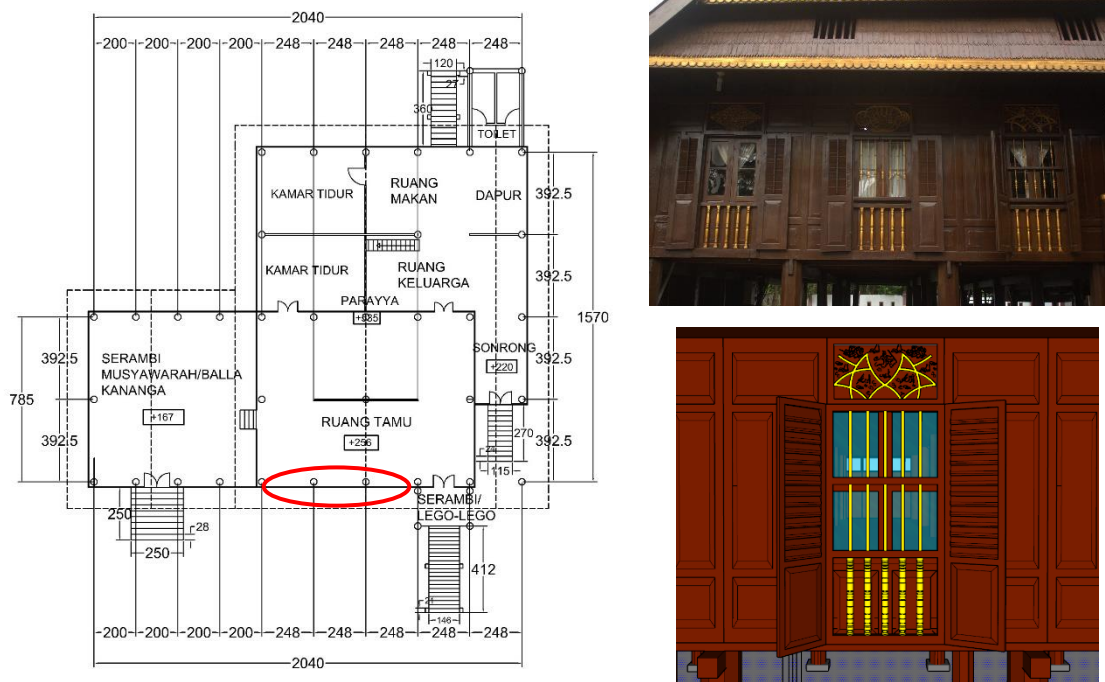 2040
200 200 200 200 248 248 248 248 248
120
27
360
TOILET
KAMAR TIDUR
RUANG
MAKAN
DAPUR
392.5
KAMAR TIDUR
RUANG
KELUARGA
392.5
PARAYYA
1570
SERAMBI
MUSYAWARAH/BALLA
KANANGA
+167
392.5
785
392.5
SONRONG
+220
392.5
RUANG TAMU
+256
270
115
392.5
SERAMBI/
LEGO-LEGO
250
28
250
412
146
200 200 200 200 248 248 248 248 248
2040